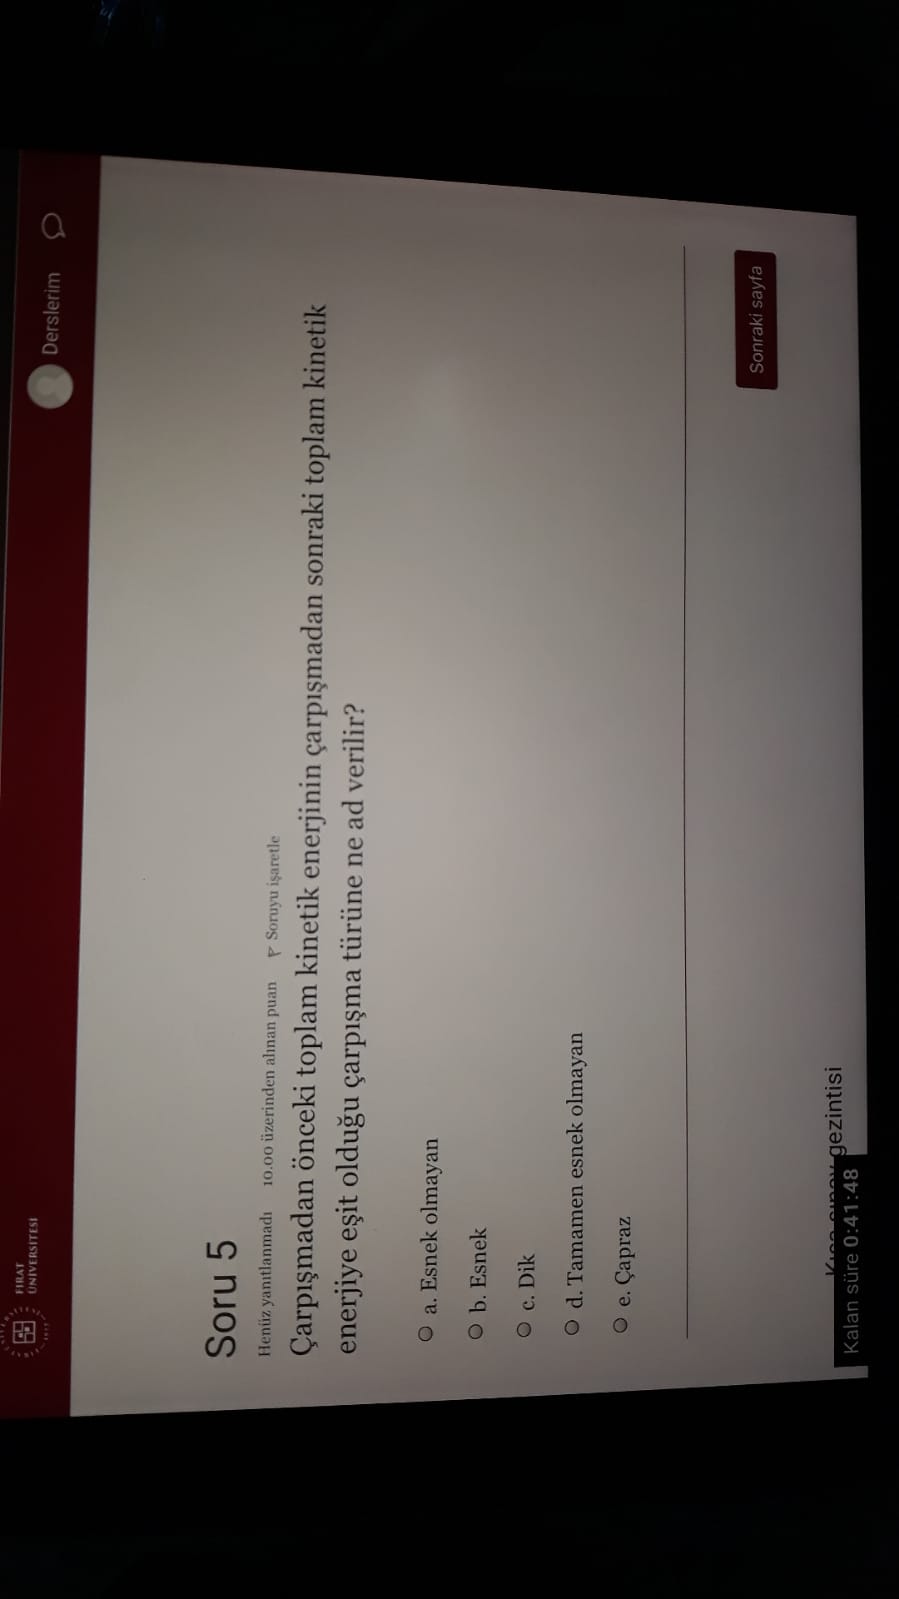 FIRAT
ÜNİVERSİTESİ
Derslerim
Soru 5
Henüz yanıtlanmadı 10.00 üzerinden alınan puan Soruyu işaretle
Çarpışmadan önceki toplam kinetik enerjinin çarpışmadan sonraki toplam kinetik
enerjiye eşit olduğu çarpışma türüne ne ad verilir?
a. Esnek olmayan
b. Esnek
c. Dik
d. Tamamen esnek olmayan
e. Çapraz
Sonraki sayfa
gezintisi
Kalan süre 0:41:48